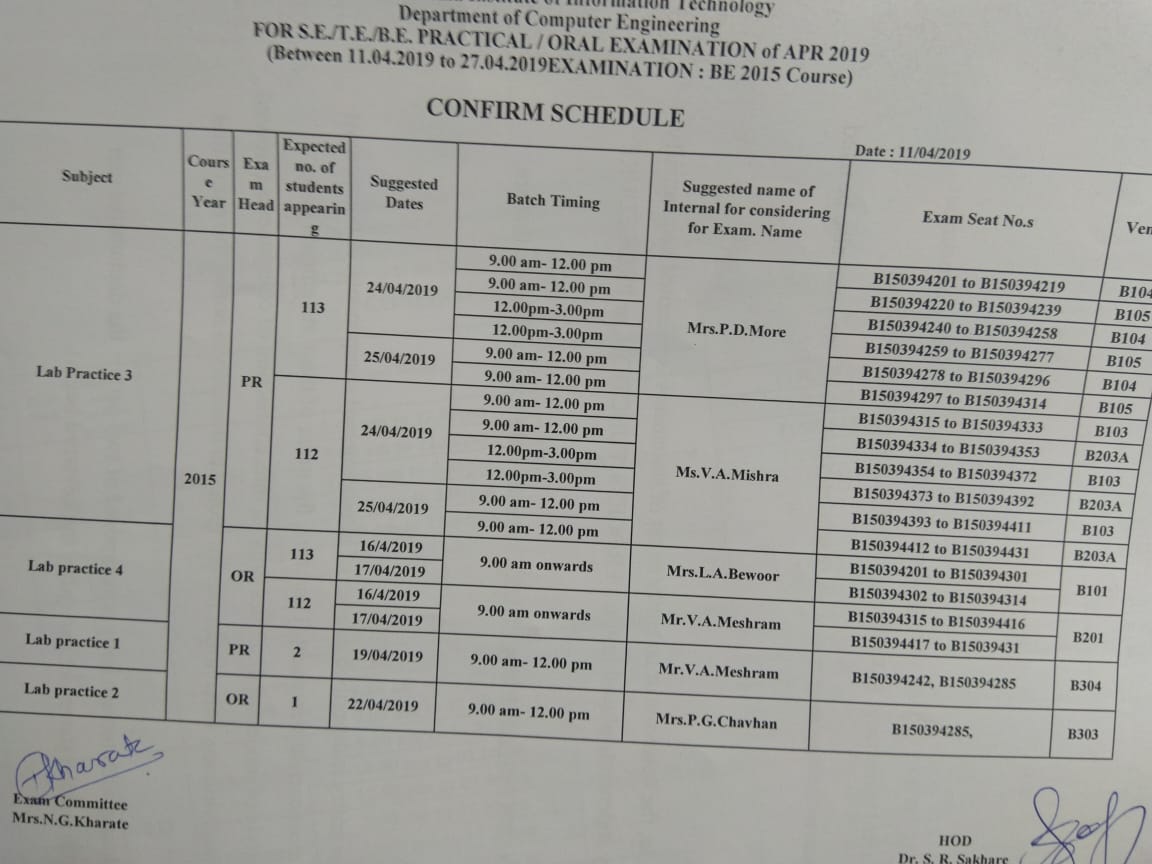 of Information Technology
Department of Computer Engineering
FOR S.E./T.E./B.E. PRACTICAL / ORAL EXAMINATION of APR 2019
(Between 11.04.2019 to 27.04.2019EXAMINATION : BE 2015 Course)
CONFIRM SCHEDULE
Date : 11/04/2019
Subject
Cours
e
Year
Exa
m
Head
Expected
no. of
students
appearin
g
Suggested
Dates
Batch Timing
Suggested name of
Internal for considering
for Exam. Name
Exam Seat No.s
Ven
Lab Practice 3
2015
PR
113
24/04/2019
9.00 am- 12.00 pm
9.00 am- 12.00 pm
12.00pm-3.00pm
12.00pm-3.00pm
25/04/2019
9.00 am- 12.00 pm
9.00 am- 12.00 pm
Mrs.P.D.More
B150394201 to B150394219
B104
B150394220 to B150394239
B105
B150394240 to B150394258
B104
B150394259 to B150394277
B105
B150394278 to B150394296
B104
B150394297 to B150394314
B105
112
24/04/2019
9.00 am- 12.00 pm
9.00 am- 12.00 pm
12.00pm-3.00pm
12.00pm-3.00pm
25/04/2019
9.00 am- 12.00 pm
9.00 am- 12.00 pm
Ms.V.A.Mishra
B150394315 to B150394333
B103
B150394334 to B150394353
B203A
B150394354 to B150394372
B103
B150394373 to B150394392
B203A
B150394393 to B150394411
B103
B150394412 to B150394431
B203A
Lab practice 4
OR
113
16/4/2019
17/04/2019
9.00 am onwards
Mrs.L.A.Bewoor
B150394201 to B150394301
B150394302 to B150394314
B101
112
16/4/2019
17/04/2019
9.00 am onwards
Mr.V.A.Meshram
B150394315 to B150394416
B150394417 to B15039431
B201
Lab practice 1
PR
2
19/04/2019
9.00 am- 12.00 pm
Mr.V.A.Meshram
B150394242, B150394285
B304
Lab practice 2
OR
1
22/04/2019
9.00 am- 12.00 pm
Mrs.P.G.Chavhan
B150394285,
B303
Kharate
Exam Committee
Mrs.N.G.Kharate
HOD
Dr. S. R. Sakhare